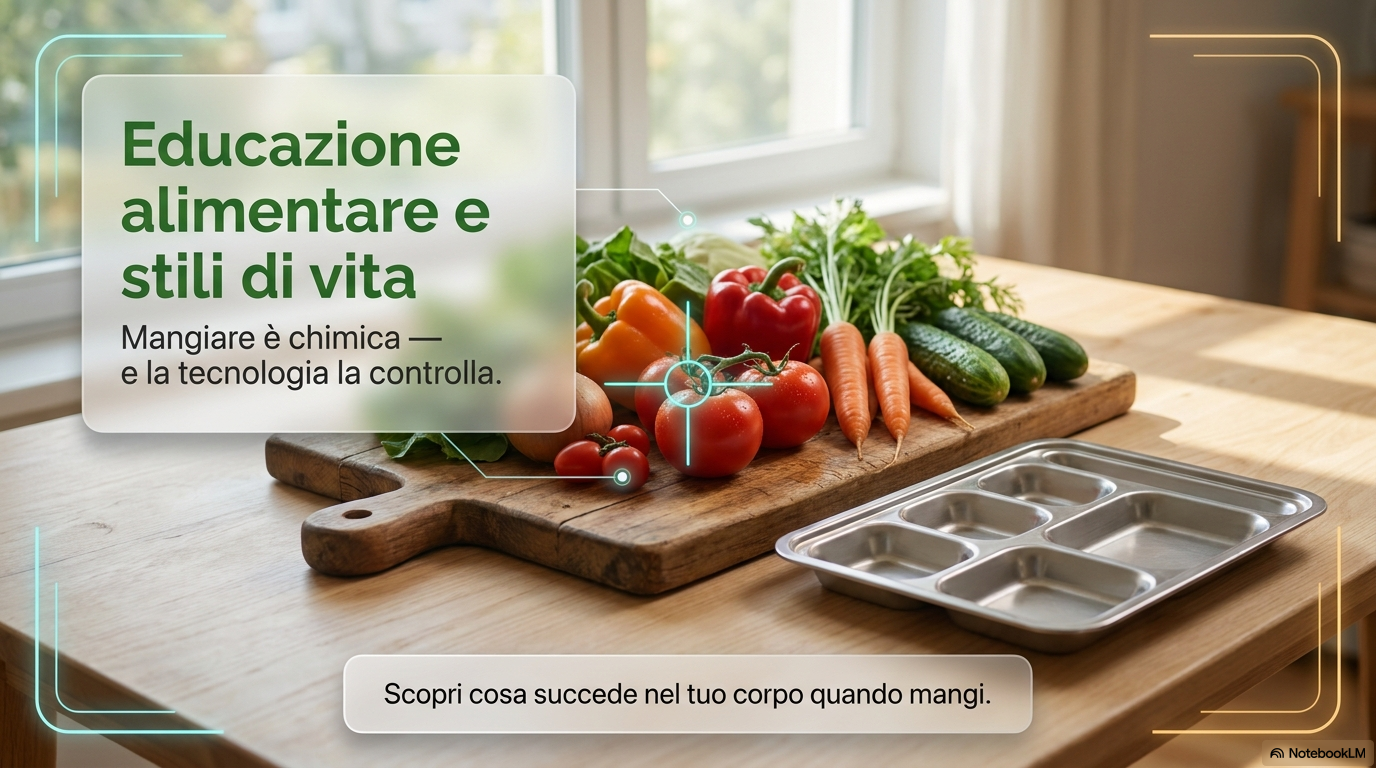 Educazione
alimentare e
stili di vita
Mangiare è chimica —
e la tecnologia la controlla.
Scopri cosa succede nel tuo corpo quando mangi.
NotebookLM